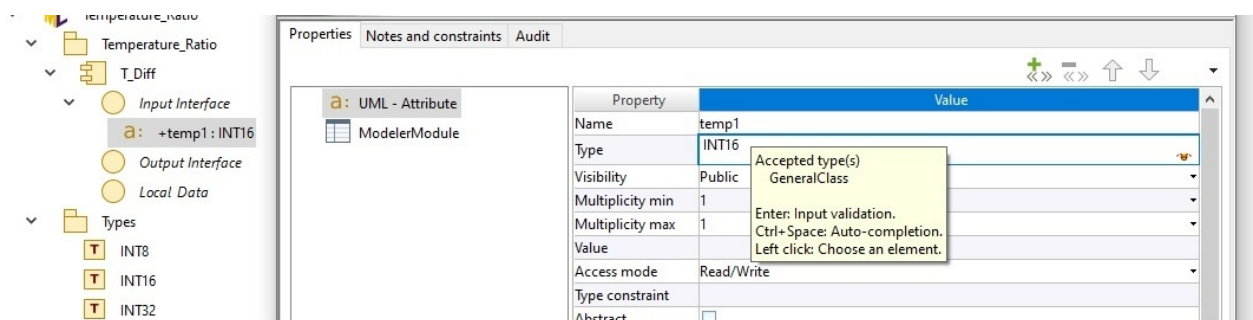 Temperature_Ratio
Temperature_Ratio
T_Diff
Input Interface
a: +temp1 : INT16
Output Interface
Local Data
Types
T INT8
T INT16
T INT32
Properties Notes and constraints Audit
a: UML - Attribute
ModelerModule
Property Value
Name temp1
Type INT16
Visibility Public
Multiplicity min 1
Multiplicity max 1
Value
Access mode Read/Write
Type constraint
Abstract
Accepted type(s)
GeneralClass
Enter: Input validation.
Ctrl+Space: Auto-completion.
Left click: Choose an element.